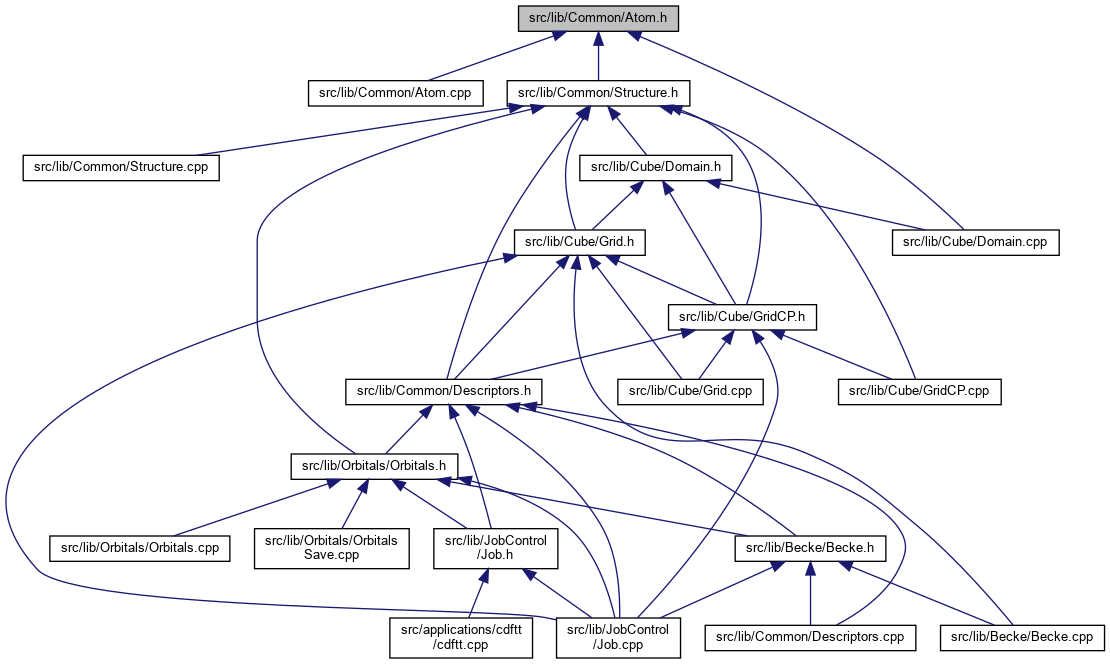 src/lib/Common/Atom.h
src/lib/Common/Atom.cpp
src/lib/Common/Structure.h
src/lib/Common/Structure.cpp
src/lib/Cube/Domain.h
src/lib/Cube/Grid.h
src/lib/Cube/Domain.cpp
src/lib/Cube/GridCP.h
src/lib/Common/Descriptors.h
src/lib/Cube/Grid.cpp
src/lib/Cube/GridCP.cpp
src/lib/Orbitals/Orbitals.h
src/lib/Orbitals/Orbitals.cpp
src/lib/Orbitals/Orbitals
Save.cpp
src/lib/JobControl
/Job.h
src/lib/Becke/Becke.h
src/applications/cdftt
/cdftt.cpp
src/lib/JobControl
/Job.cpp
src/lib/Common/Descriptors.cpp
src/lib/Becke/Becke.cpp